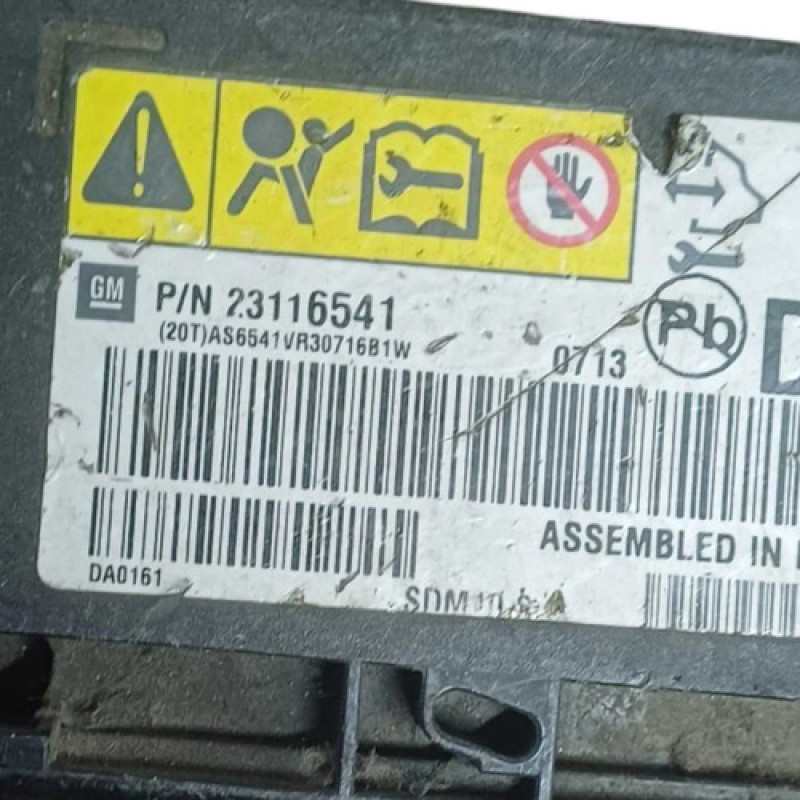 GM P/N 23116541
(20T)AS6541VR30716B1W
0713
Pb
ASSEMBLED IN
DA0161